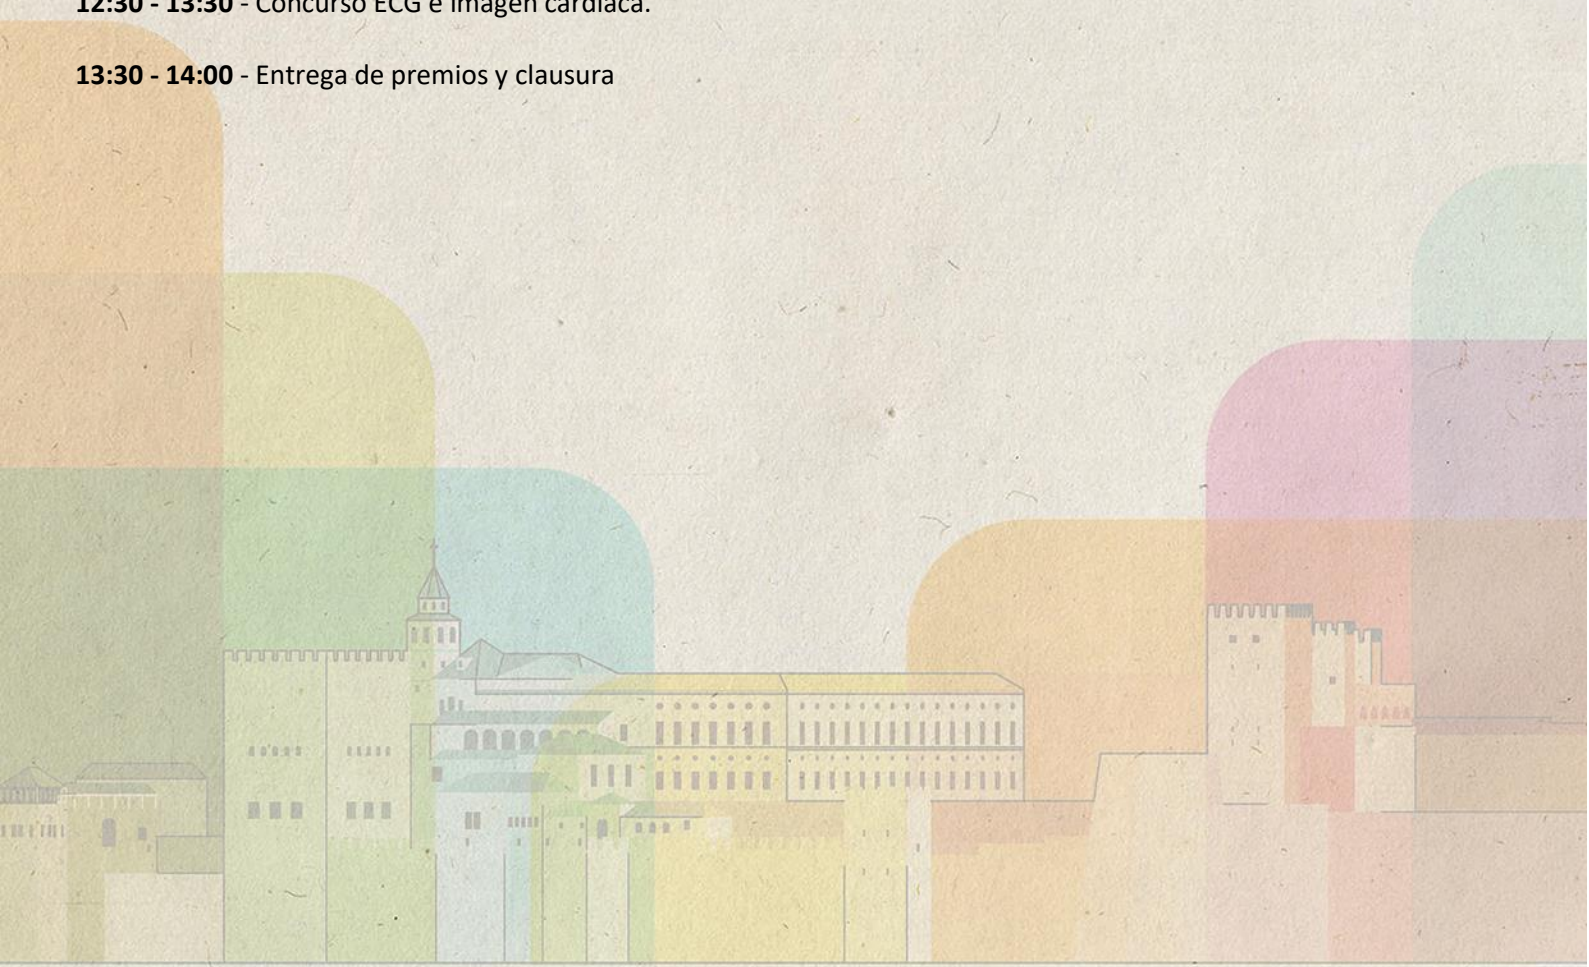 12:30 - 13:30 - Concurso ECG e imagen cardiaca.
13:30 - 14:00 - Entrega de premios y clausura